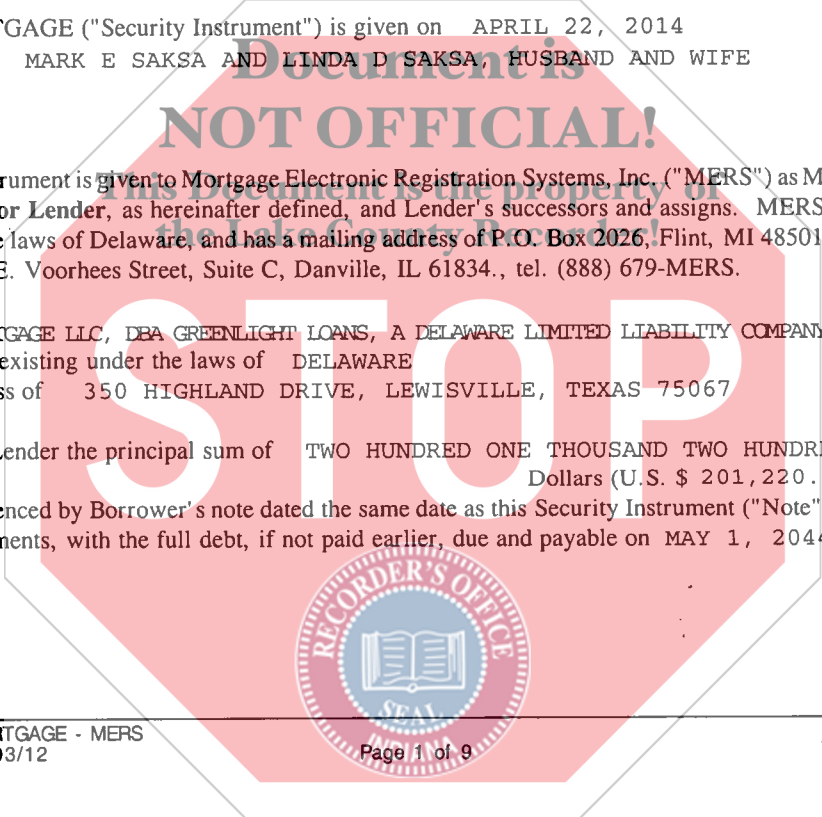 TGAGE ("Security Instrument") is given on APRIL 22, 2014
MARK E SAKSA AND LINDA D SAKSA, HUSBAND AND WIFE
Document is
NOT OFFICIAL!
This Document is the property of
the Lake County Recorder!
rument is given to Mortgage Electronic Registration Systems, Inc. ("MERS") as M
or Lender, as hereinafter defined, and Lender's successors and assigns. MERS
e laws of Delaware, and has a mailing address of P.O. Box 2026, Flint, MI 48501
E. Voorhees Street, Suite C, Danville, IL 61834., tel. (888) 679-MERS.
GAGE LLC, DBA GREENLIGHT LOANS, A DELAWARE LIMITED LIABILITY COMPANY
existing under the laws of DELAWARE
ss of 350 HIGHLAND DRIVE, LEWISVILLE, TEXAS 75067
STOP
ender the principal sum of TWO HUNDRED ONE THOUSAND TWO HUNDR
Dollars (U.S. $ 201,220.
enced by Borrower's note dated the same date as this Security Instrument ("Note"
ments, with the full debt, if not paid earlier, due and payable on MAY 1, 2044
RECORDER'S OFFICE
SEAL
INDIANA
TGAGE - MERS
3/12
Page 1 of 9